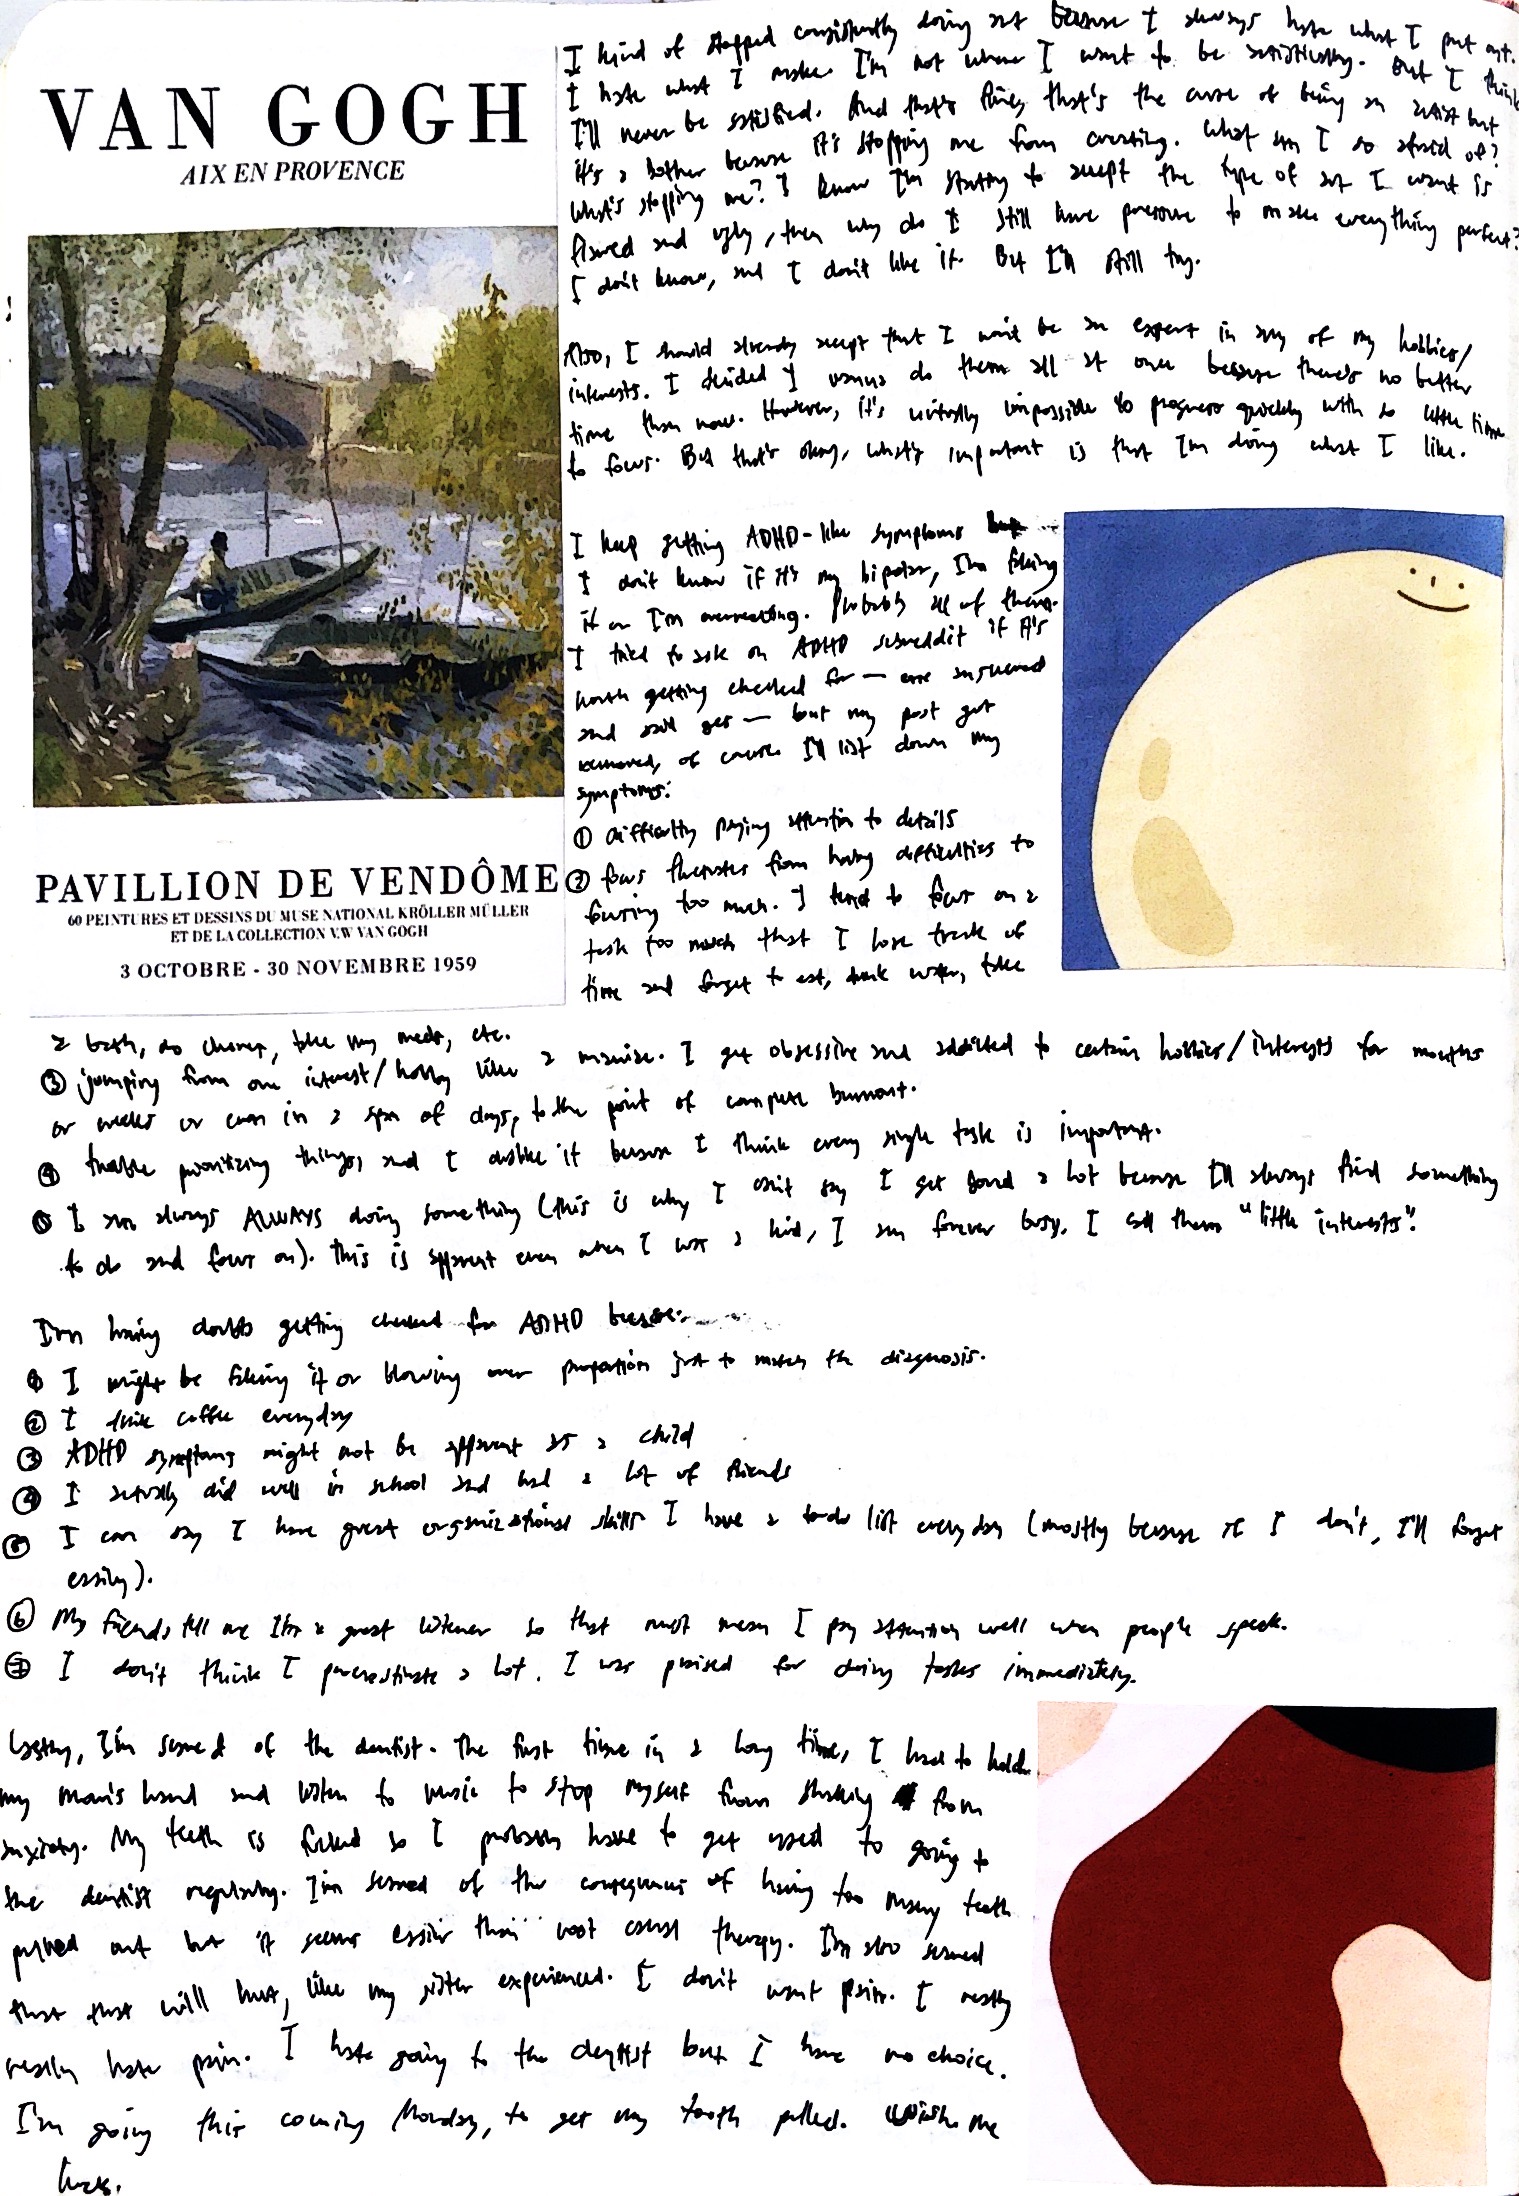 VAN GOGH
AIX EN PROVENCE
PAVILLION DE VENDÔME
60 PEINTURES ET DESSINS DU MUSE NATIONAL KRÖLLER MÜLLER
ET DE LA COLLECTION V.W VAN GOGH
3 OCTOBRE - 30 NOVEMBRE 1959
I kind of stopped consistently doing art because I always hate what I put out.
I hate what I make. I'm not where I want to be artistically. But I think
I'll never be satisfied. And that's fine, that's the curse of being an artist but
it's a bother because it's stopping me from creating. What am I so afraid of?
What's stopping me? I know I'm starting to accept the type of art I want is
flawed and ugly, then why do I still have pressure to make everything perfect?
I don't know, and I don't like it. But I'll still try.
Also, I should already accept that I won't be an expert in any of my hobbies/
interests. I decided I wanna do them all at once because there's no better
time than now. However, it's virtually impossible to progress quickly with so little time
to focus. But that's okay, what's important is that I'm doing what I like.
I keep getting ADHD-like symptoms
I don't know if it's my bipolar, I'm faking
it or I'm overreacting. Probably all of them.
I tried to ask on ADHD subreddit if it's
worth getting checked for — one answered
and said yes — but my post got
removed, of course. I'll list down my
symptoms:
① difficulty paying attention to details
② focus fluctuates from having difficulties to
focusing too much. I tend to focus on a
task too much that I lose track of
time and forget to eat, drink water, take
a bath, do chores, take my meds, etc.
③ jumping from one interest/hobby like a maniac. I get obsessive and addicted to certain hobbies/interests for months
or weeks or even in a span of days, to the point of complete burnout.
④ trouble prioritizing things, and I dislike it because I think every single task is important.
⑤ I am always ALWAYS doing something (this is why I can't say I get bored a lot because I'll always find something
to do and focus on). This is apparent even when I was a kid, I am forever busy. I call them "little interests".
I'm having doubts getting checked for ADHD because:
① I might be faking it or blowing over proportion just to match the diagnosis.
② I drink coffee everyday
③ ADHD symptoms might not be apparent as a child
④ I actually did well in school and had a lot of friends
⑤ I can say I have great organizational skills I have a to-do list everyday (mostly because if I don't, I'll forget
easily).
⑥ My friends tell me I'm a great listener so that must mean I pay attention well when people speak.
⑦ I don't think I procrastinate a lot. I was praised for doing tasks immediately.
Lastly, I'm scared of the dentist. The first time in a long time, I had to hold
my mom's hand and listen to music to stop myself from shaking from
anxiety. My teeth is fucked so I probably have to get used to going to
the dentist regularly. I'm scared of the consequences of having too many teeth
pulled out but it seems easier than root canal therapy. I'm also scared
that that will hurt, like my sister experienced. I don't want pain. I really
really hate pain. I hate going to the dentist but I have no choice.
I'm going this coming Monday, to get my tooth pulled. Wish me
luck.